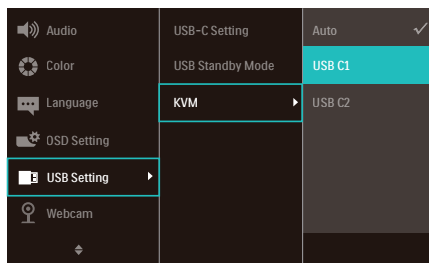 Audio
Color
Language
OSD Setting
USB Setting
Webcam
USB-C Setting
USB Standby Mode
KVM
Auto
USB C1
USB C2